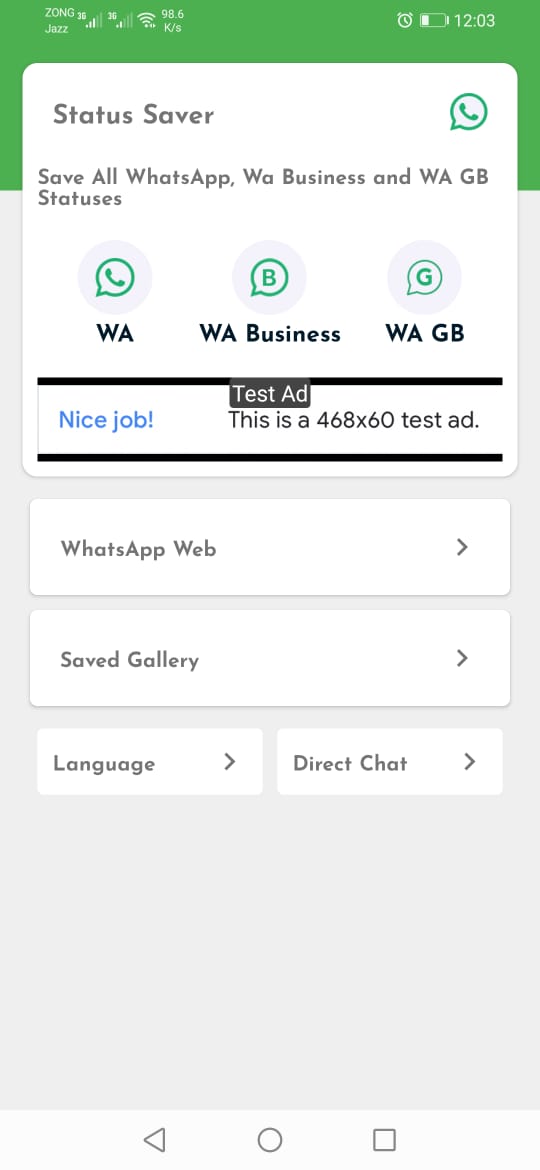 ZONG 3G 3G 98.6
Jazz K/s
12:03
Status Saver
Save All WhatsApp, Wa Business and WA GB
Statuses
B G
WA WA Business WA GB
Test Ad
Nice job! This is a 468x60 test ad.
WhatsApp Web
Saved Gallery
Language Direct Chat